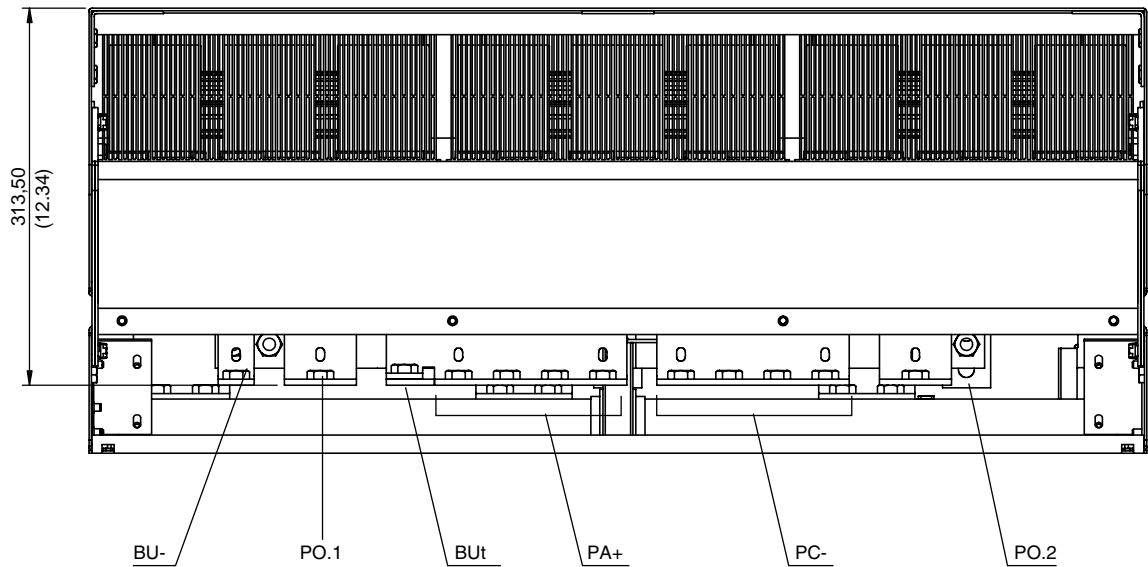 313,50
(12.34)
BU-
PO.1
BUt
PA+
PC-
PO.2